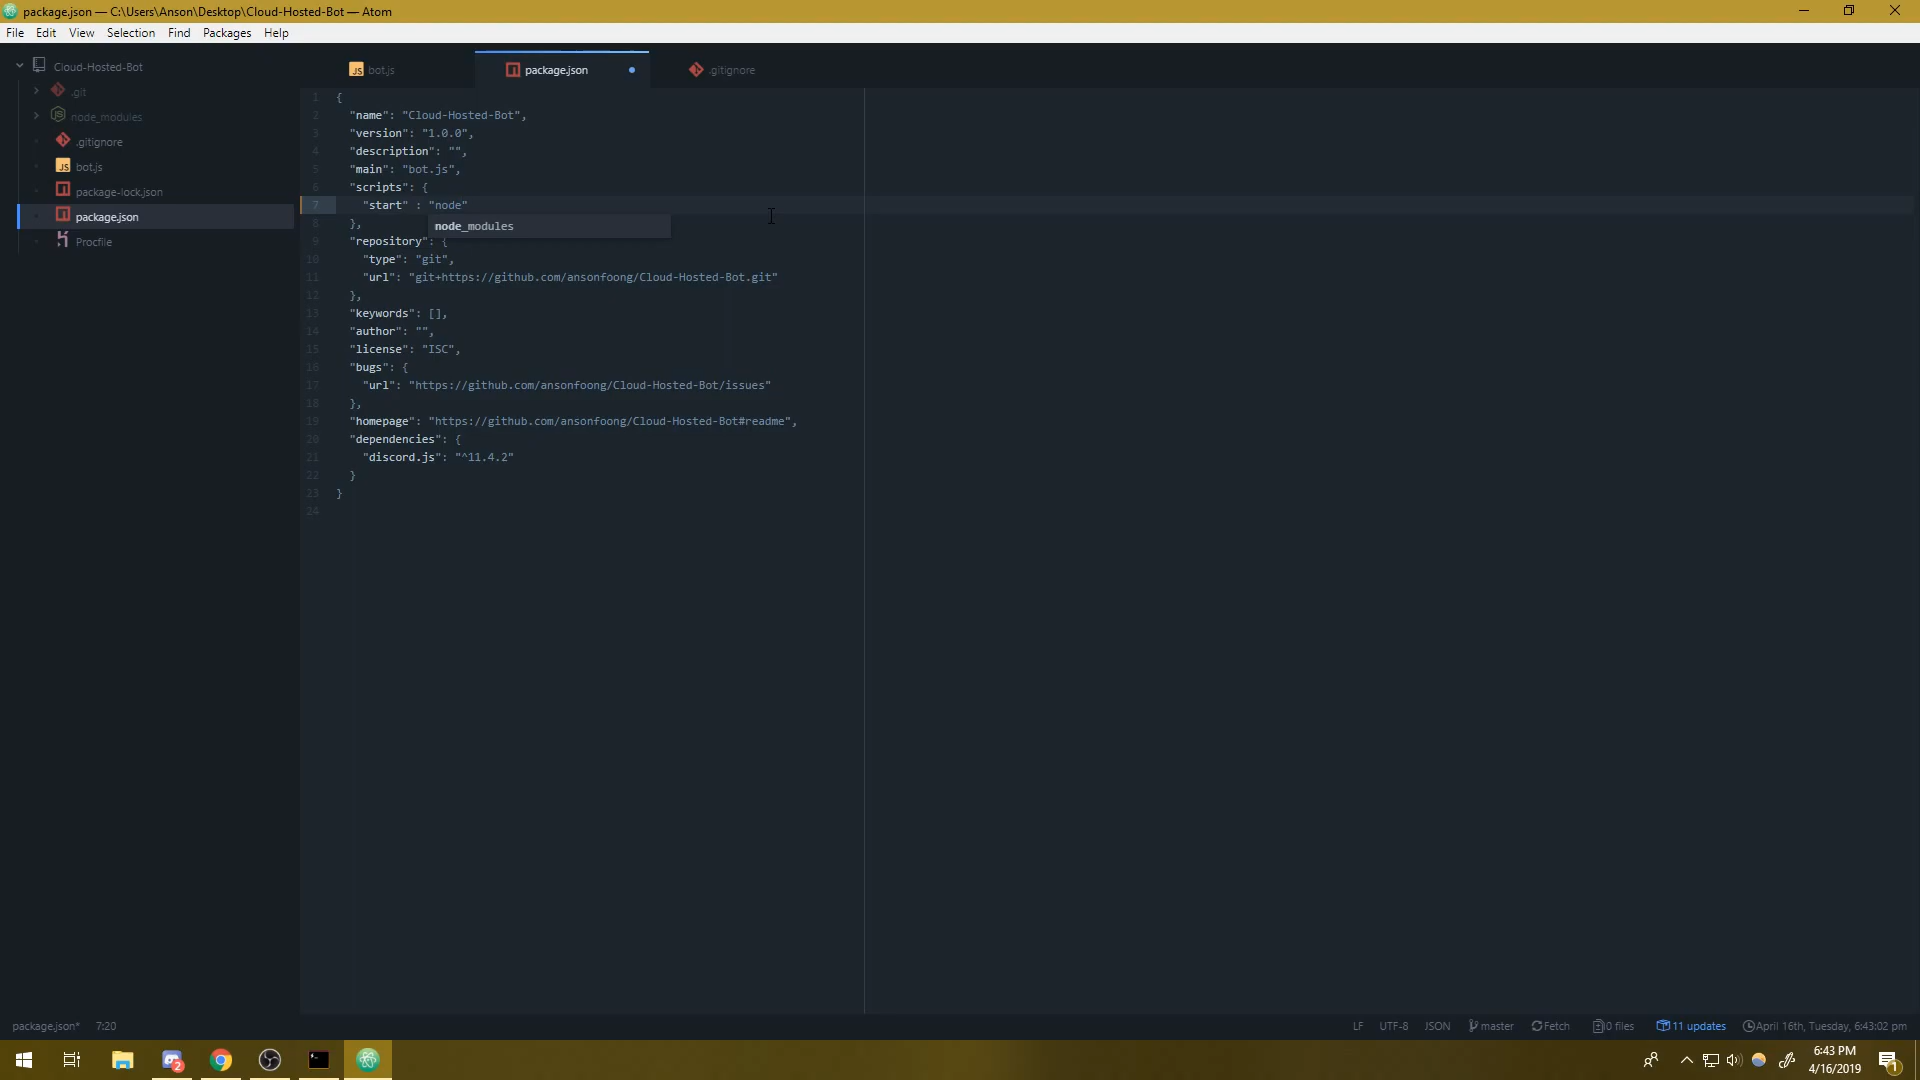 package.json — C:\Users\Anson\Desktop\Cloud-Hosted-Bot — Atom
File Edit View Selection Find Packages Help
Cloud-Hosted-Bot
.git
node_modules
.gitignore
bot.js
package-lock.json
package.json
Procfile
JS bot.js package.json .gitignore
1 {
2 "name": "Cloud-Hosted-Bot",
3 "version": "1.0.0",
4 "description": "",
5 "main": "bot.js",
6 "scripts": {
7 "start" : "node"
node_modules
8 },
9 "repository": {
10 "type": "git",
11 "url": "git+https://github.com/ansonfoong/Cloud-Hosted-Bot.git"
12 },
13 "keywords": [],
14 "author": "",
15 "license": "ISC",
16 "bugs": {
17 "url": "https://github.com/ansonfoong/Cloud-Hosted-Bot/issues"
18 },
19 "homepage": "https://github.com/ansonfoong/Cloud-Hosted-Bot#readme",
20 "dependencies": {
21 "discord.js": "^11.4.2"
22 }
23 }
24
package.json* 7:20 LF UTF-8 JSON master Fetch 0 files 11 updates April 16th, Tuesday, 6:43:02 pm
2 6:43 PM
4/16/2019 1